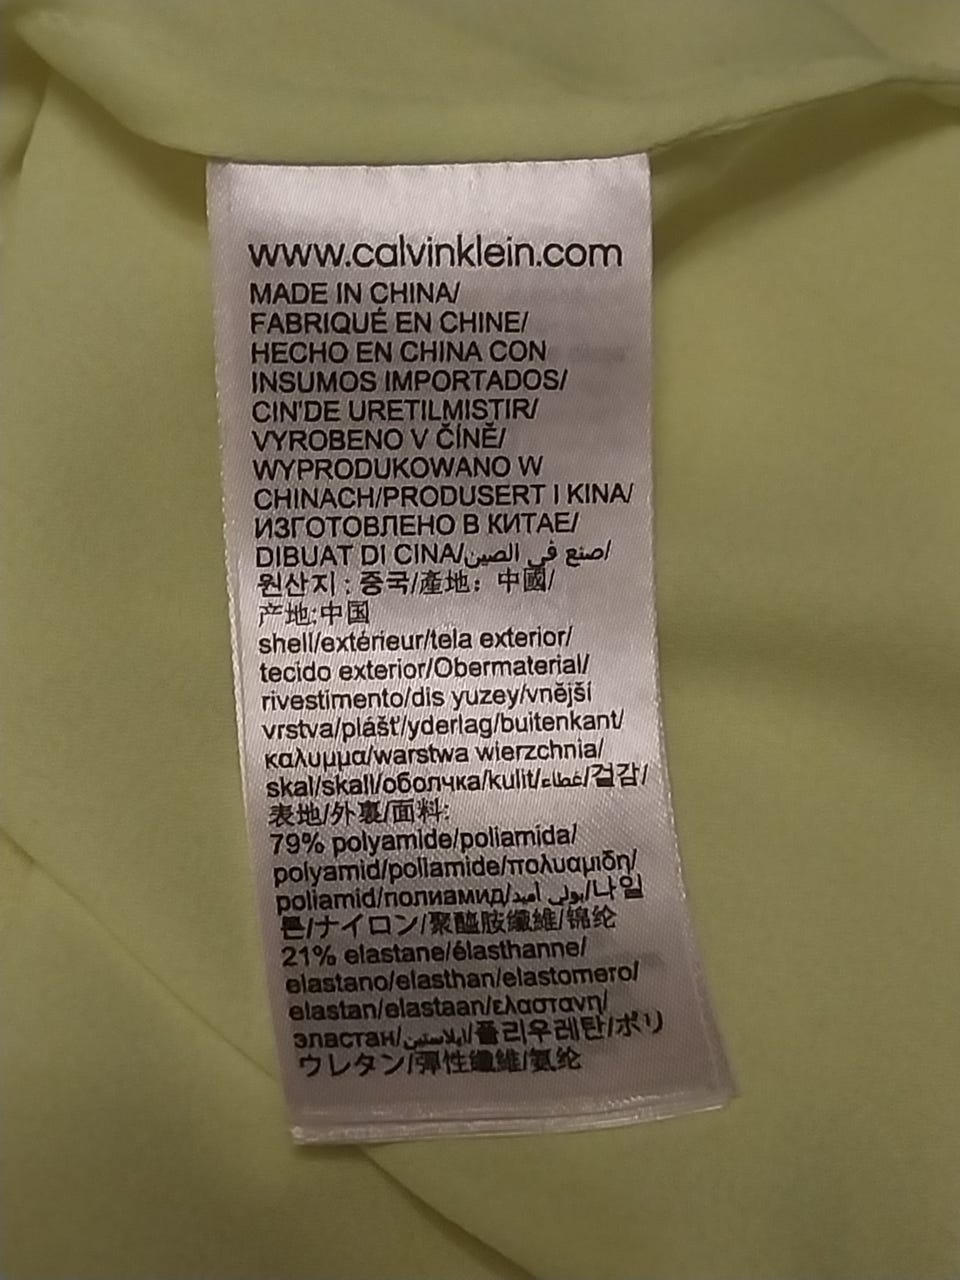 www.calvinklein.com
MADE IN CHINA/
FABRIQUÉ EN CHINE/
HECHO EN CHINA CON
INSUMOS IMPORTADOS/
CIN'DE URETILMISTIR/
VYROBENO V ČÍNĚ/
WYPRODUKOWANO W
CHINACH/PRODUSERT I KINA/
ИЗГОТОВЛЕНО В КИТАЕ/
DIBUAT DI CINA/صنع في الصين/
원산지 : 중국/產地： 中國/
产地:中国
shell/extérieur/tela exterior/
tecido exterior/Obermaterial/
rivestimento/dis yuzey/vnější
vrstva/plášť/yderlag/buitenkant/
καλυμμα/warstwa wierzchnia/
skal/skall/оболчка/kulit/غطاء/겉감/
表地/外裏/面料:
79% polyamide/poliamida/
polyamid/poliamide/πολυαμιδη/
poliamid/полиамид/بولي أميد/나일
론/ナイロン/聚醯胺纖維/锦纶
21% elastane/élasthanne/
elastano/elasthan/elastomero/
elastan/elastaan/ελαστανη/
эластан/إيلاستين/폴리우레탄/ポリ
ウレタン/彈性纖維/氨纶